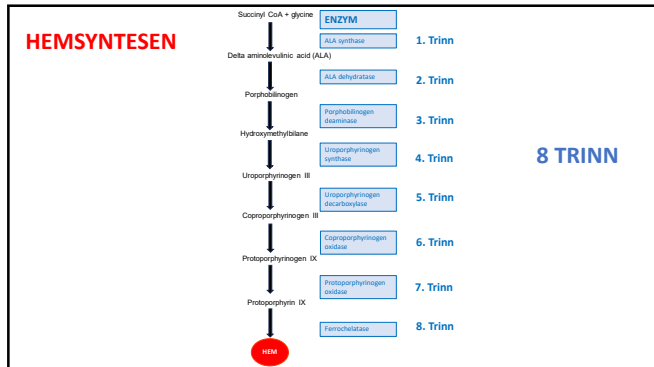 Succinyl CoA + glycine
ENZYM
HEMSYNTESEN
ALA synthase
1. Trinn
Delta aminolevulinic acid (ALA)
ALA dehydratase
2. Trinn
Porphobilinogen
Porphobilinogen
deaminase
3. Trinn
Hydroxymethylbilane
Uroporphyrinogen
synthase
4. Trinn
8 TRINN
Uroporphyrinogen III
Uroporphyrinogen
decarboxylase
5. Trinn
Coproporphyrinogen III
Coproporphyrinogen
oxidase
6. Trinn
Protoporphyrinogen IX
Protoporphyrinogen
oxidase
7. Trinn
Protoporphyrin IX
Ferrochelatase
8. Trinn
HEM